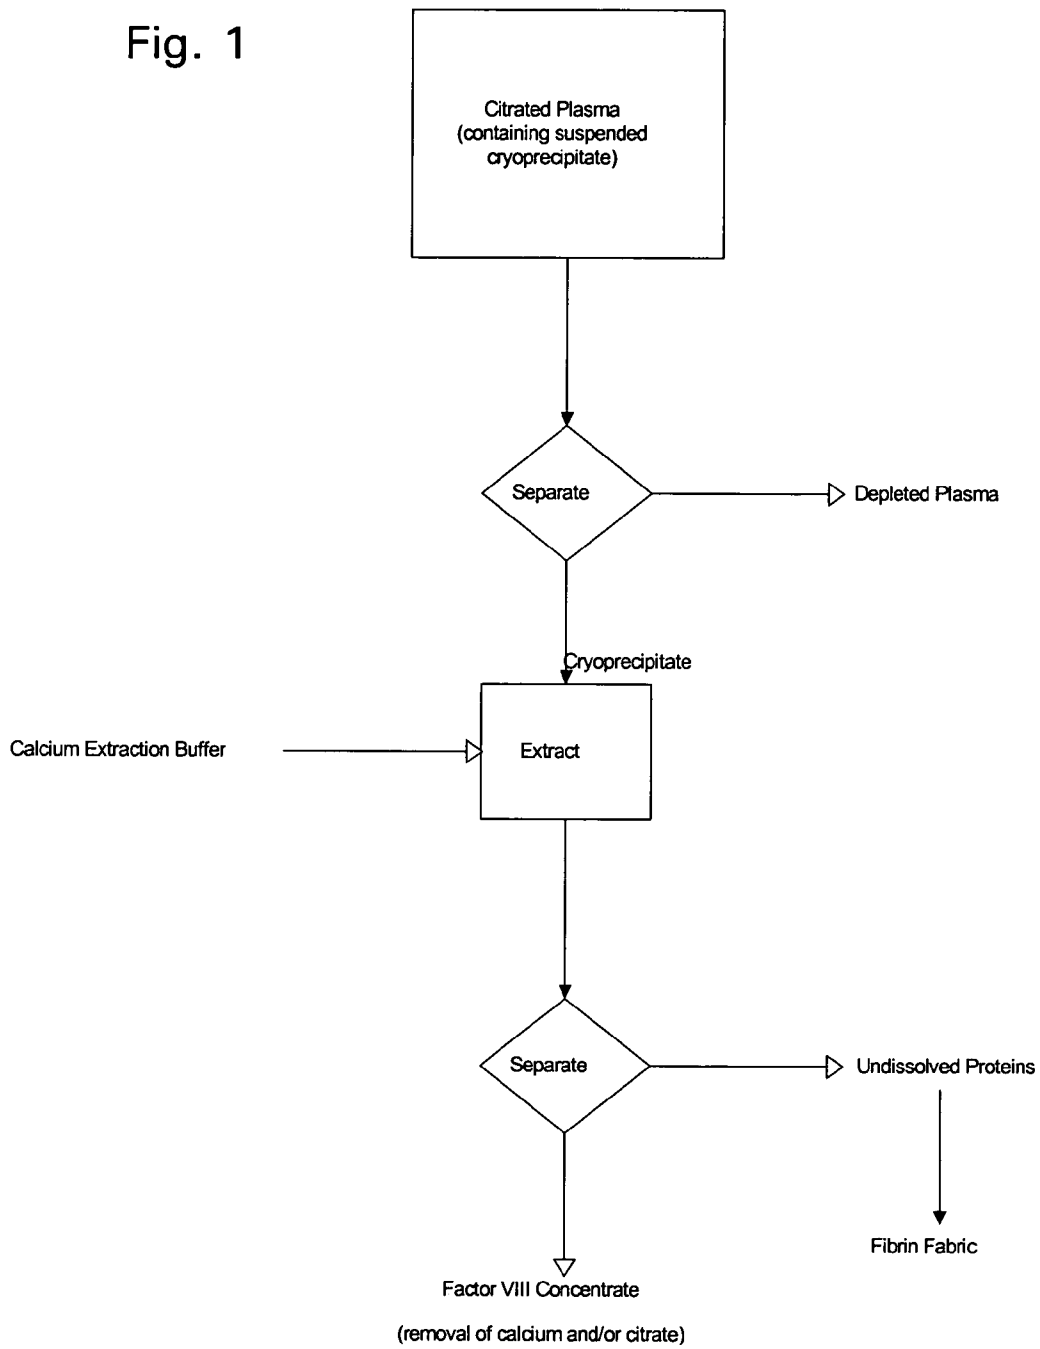 Fig. 1
Citrated Plasma
(containing suspended
cryoprecipitate)
Separate
Depleted Plasma
Cryoprecipitate
Calcium Extraction Buffer
Extract
Separate
Undissolved Proteins
Fibrin Fabric
Factor VIII Concentrate
(removal of calcium and/or citrate)